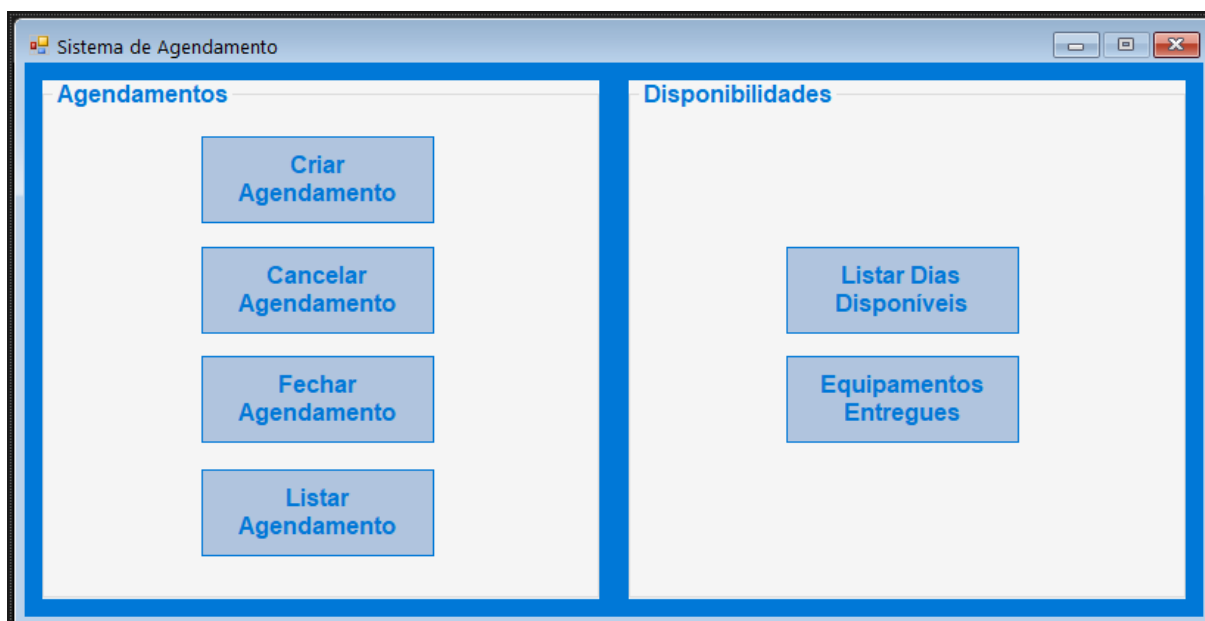 Sistema de Agendamento
Agendamentos
Criar
Agendamento
Cancelar
Agendamento
Fechar
Agendamento
Listar
Agendamento
Disponibilidades
Listar Dias
Disponíveis
Equipamentos
Entregues